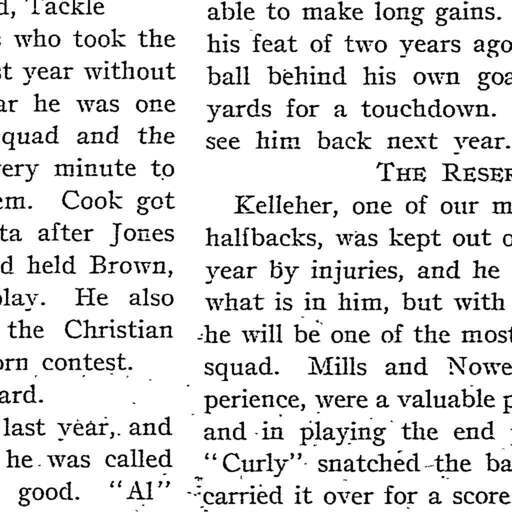 d, Tackle
who took the
st year without
ar he was one
quad and the
very minute to
em. Cook got
ta after Jones
d held Brown,
play. He also
the Christian
orn contest.
ard.
last year, and
he was called
good. "Al"
able to make long gains.
his feat of two years ago
ball behind his own goa
yards for a touchdown.
see him back next year.
THE RESER
Kelleher, one of our m
halfbacks, was kept out o
year by injuries, and he
what is in him, but with
he will be one of the most
squad. Mills and Nowe
perience, were a valuable p
and in playing the end
"Curly" snatched the ba
carried it over for a score